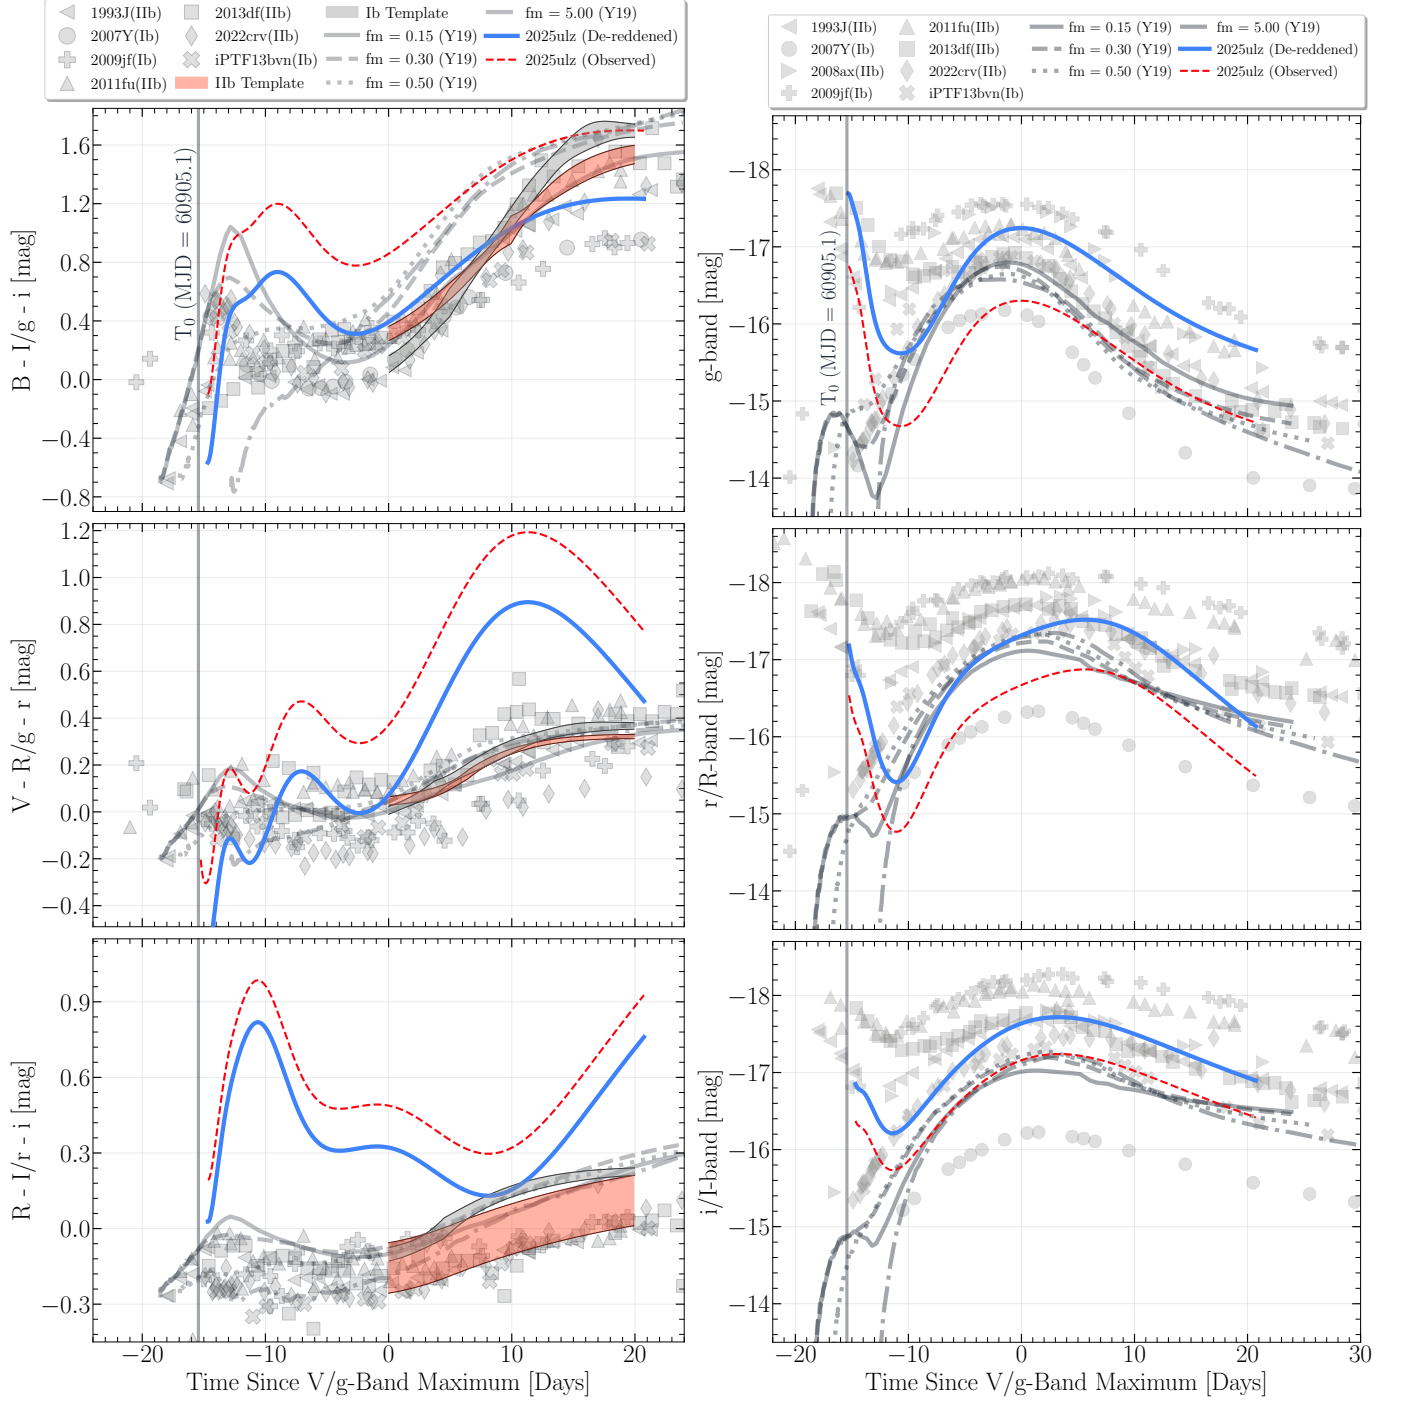 1993J(IIb) 2013df(IIb) Ib Template fm = 5.00 (Y19)
2007Y(Ib) 2022crv(IIb) fm = 0.15 (Y19) 2025ulz (De-reddened)
2009jf(Ib) iPTF13bvn(Ib) fm = 0.30 (Y19) 2025ulz (Observed)
2011fu(IIb) IIb Template fm = 0.50 (Y19)
1993J(IIb) 2011fu(IIb) fm = 0.15 (Y19) fm = 5.00 (Y19)
2007Y(Ib) 2013df(IIb) fm = 0.30 (Y19) 2025ulz (De-reddened)
2008ax(IIb) 2022crv(IIb) fm = 0.50 (Y19) 2025ulz (Observed)
2009jf(Ib) iPTF13bvn(Ib)
B - I/g - i [mag]
1.6
1.2
0.8
0.4
0.0
−0.4
−0.8
T0 (MJD = 60905.1)
V - R/g - r [mag]
1.2
1.0
0.8
0.6
0.4
0.2
0.0
−0.2
−0.4
R - I/r - i [mag]
0.9
0.6
0.3
0.0
−0.3
−20 −10 0 10 20
Time Since V/g-Band Maximum [Days]
g-band [mag]
−18
−17
−16
−15
−14
T0 (MJD = 60905.1)
r/R-band [mag]
−18
−17
−16
−15
−14
i/I-band [mag]
−18
−17
−16
−15
−14
−20 −10 0 10 20 30
Time Since V/g-Band Maximum [Days]